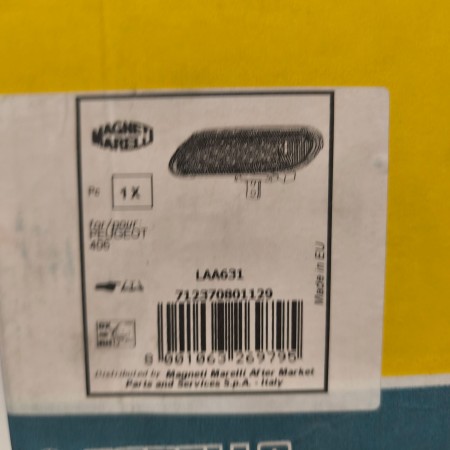 MAGNETI
MARELLI
Pz 1 X
for/pour
PEUGEOT
406
LAA631
712370801129
Made in EU
8 001063 269795
Distributed by Magneti Marelli After Market
Parts and Services S.p.A. - Italy